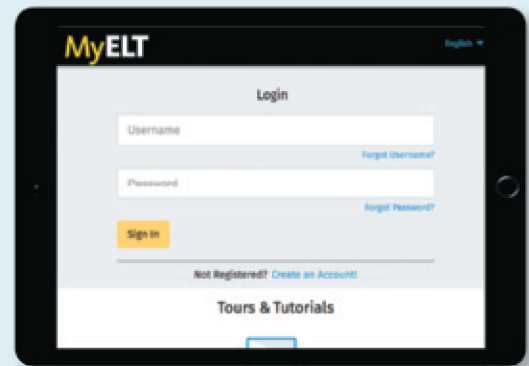 MyELT
English
Login
Username
Forgot Username?
Password
Forgot Password?
Sign In
Not Registered? Create an Account!
Tours & Tutorials